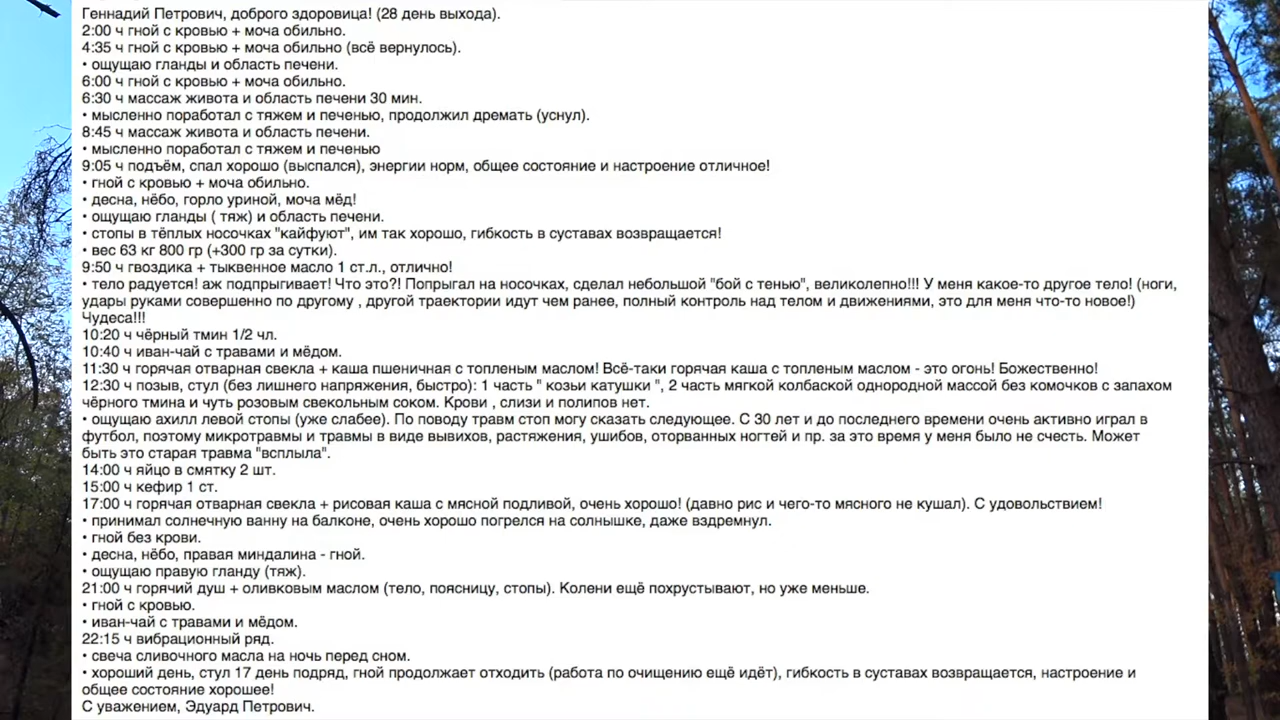 Геннадий Петрович, доброго здоровица! (28 день выхода).
2:00 ч гной с кровью + моча обильно.
4:35 ч гной с кровью + моча обильно (всё вернулось).
• ощущаю гланды и область печени.
6:00 ч гной с кровью + моча обильно.
6:30 ч массаж живота и область печени 30 мин.
• мысленно поработал с тяжем и печенью, продолжил дремать (уснул).
8:45 ч массаж живота и область печени.
• мысленно поработал с тяжем и печенью
9:05 ч подъём, спал хорошо (выспался), энергии норм, общее состояние и настроение отличное!
• гной с кровью + моча обильно.
• десна, нёбо, горло уриной, моча мёд!
• ощущаю гланды ( тяж) и область печени.
• стопы в тёплых носочках "кайфуют", им так хорошо, гибкость в суставах возвращается!
• вес 63 кг 800 гр (+300 гр за сутки).
9:50 ч гвоздика + тыквенное масло 1 ст.л., отлично!
• тело радуется! аж подпрыгивает! Что это?! Попрыгал на носочках, сделал небольшой "бой с тенью", великолепно!!! У меня какое-то другое тело! (ноги,
удары руками совершенно по другому , другой траектории идут чем ранее, полный контроль над телом и движениями, это для меня что-то новое!)
Чудеса!!!
10:20 ч чёрный тмин 1/2 чл.
10:40 ч иван-чай с травами и мёдом.
11:30 ч горячая отварная свекла + каша пшеничная с топленым маслом! Всё-таки горячая каша с топленым маслом - это огонь! Божественно!
12:30 ч позыв, стул (без лишнего напряжения, быстро): 1 часть " козьи катушки ", 2 часть мягкой колбаской однородной массой без комочков с запахом
чёрного тмина и чуть розовым свекольным соком. Крови , слизи и полипов нет.
• ощущаю ахилл левой стопы (уже слабее). По поводу травм стоп могу сказать следующее. С 30 лет и до последнего времени очень активно играл в
футбол, поэтому микротравмы и травмы в виде вывихов, растяжения, ушибов, оторванных ногтей и пр. за это время у меня было не счесть. Может
быть это старая травма "всплыла".
14:00 ч яйцо в смятку 2 шт.
15:00 ч кефир 1 ст.
17:00 ч горячая отварная свекла + рисовая каша с мясной подливой, очень хорошо! (давно рис и чего-то мясного не кушал). С удовольствием!
• принимал солнечную ванну на балконе, очень хорошо погрелся на солнышке, даже вздремнул.
• гной без крови.
• десна, нёбо, правая миндалина - гной.
• ощущаю правую гланду (тяж).
21:00 ч горячий душ + оливковым маслом (тело, поясницу, стопы). Колени ещё похрустывают, но уже меньше.
• гной с кровью.
• иван-чай с травами и мёдом.
22:15 ч вибрационный ряд.
• свеча сливочного масла на ночь перед сном.
• хороший день, стул 17 день подряд, гной продолжает отходить (работа по очищению ещё идёт), гибкость в суставах возвращается, настроение и
общее состояние хорошее!
С уважением, Эдуард Петрович.